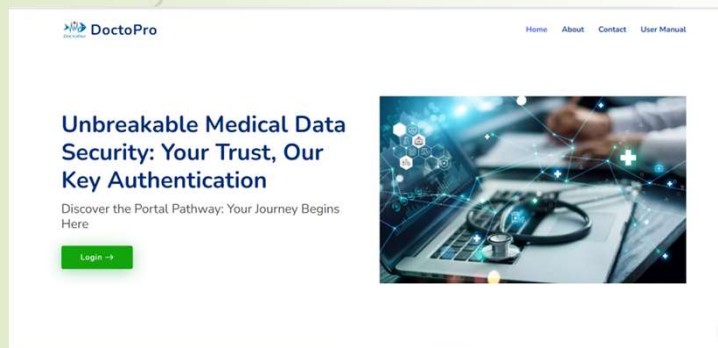 DoctoPro
Home About Contact User Manual
Unbreakable Medical Data
Security: Your Trust, Our
Key Authentication
Discover the Portal Pathway: Your Journey Begins
Here
Login →